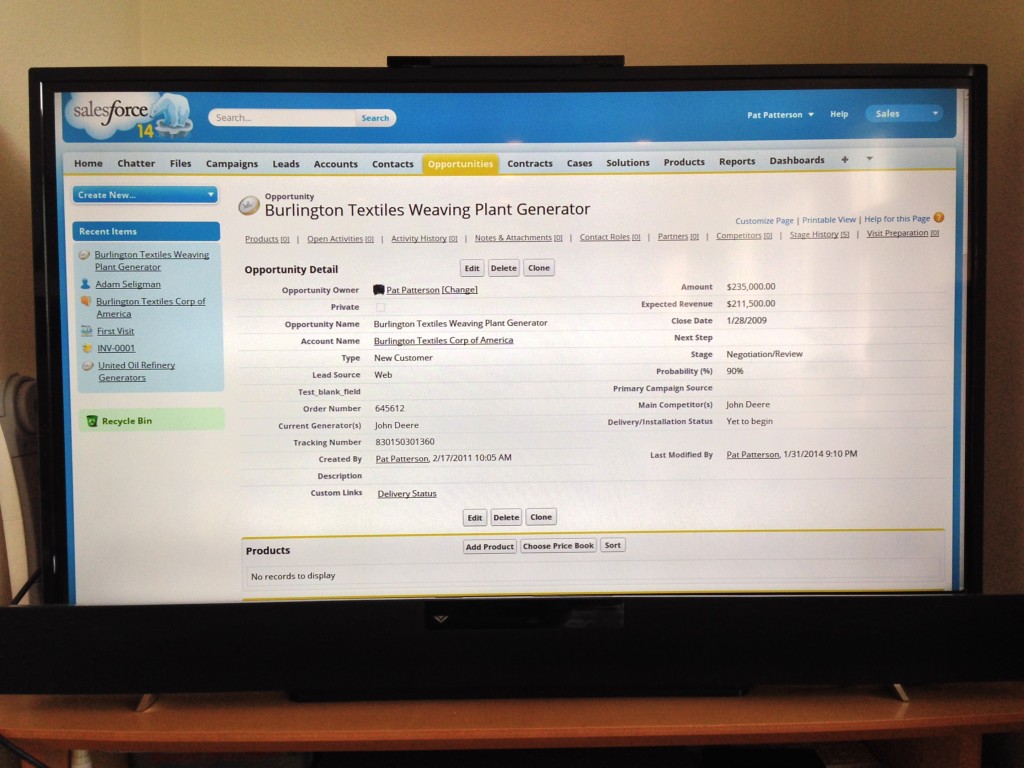 salesforce
14
Search...
Search
Pat Patterson
Help
Sales
Home Chatter Files Campaigns Leads Accounts Contacts Opportunities Contracts Cases Solutions Products Reports Dashboards +
Create New...
Recent Items
Burlington Textiles Weaving
Plant Generator
Adam Seligman
Burlington Textiles Corp of
America
First Visit
INV-0001
United Oil Refinery
Generators
Recycle Bin
Opportunity
Burlington Textiles Weaving Plant Generator
Customize Page | Printable View | Help for this Page ?
Products [0] | Open Activities [0] | Activity History [0] | Notes & Attachments [0] | Contact Roles [0] | Partners [0] | Competitors [0] | Stage History [5] | Visit Preparation [0]
Opportunity Detail Edit Delete Clone
Opportunity Owner Pat Patterson [Change] Amount $235,000.00
Private Expected Revenue $211,500.00
Opportunity Name Burlington Textiles Weaving Plant Generator Close Date 1/28/2009
Account Name Burlington Textiles Corp of America Next Step
Type New Customer Stage Negotiation/Review
Lead Source Web Probability (%) 90%
Test_blank_field Primary Campaign Source
Order Number 645612 Main Competitor(s) John Deere
Current Generator(s) John Deere Delivery/Installation Status Yet to begin
Tracking Number 830150301360
Created By Pat Patterson, 2/17/2011 10:05 AM Last Modified By Pat Patterson, 1/31/2014 9:10 PM
Description
Custom Links Delivery Status
Edit Delete Clone
Products Add Product Choose Price Book Sort
No records to display